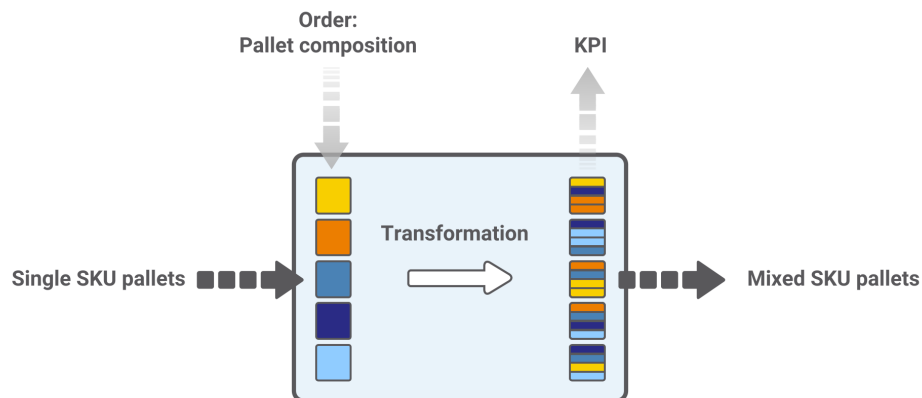 Order:
Pallet composition
KPI
Transformation
Single SKU pallets
Mixed SKU pallets